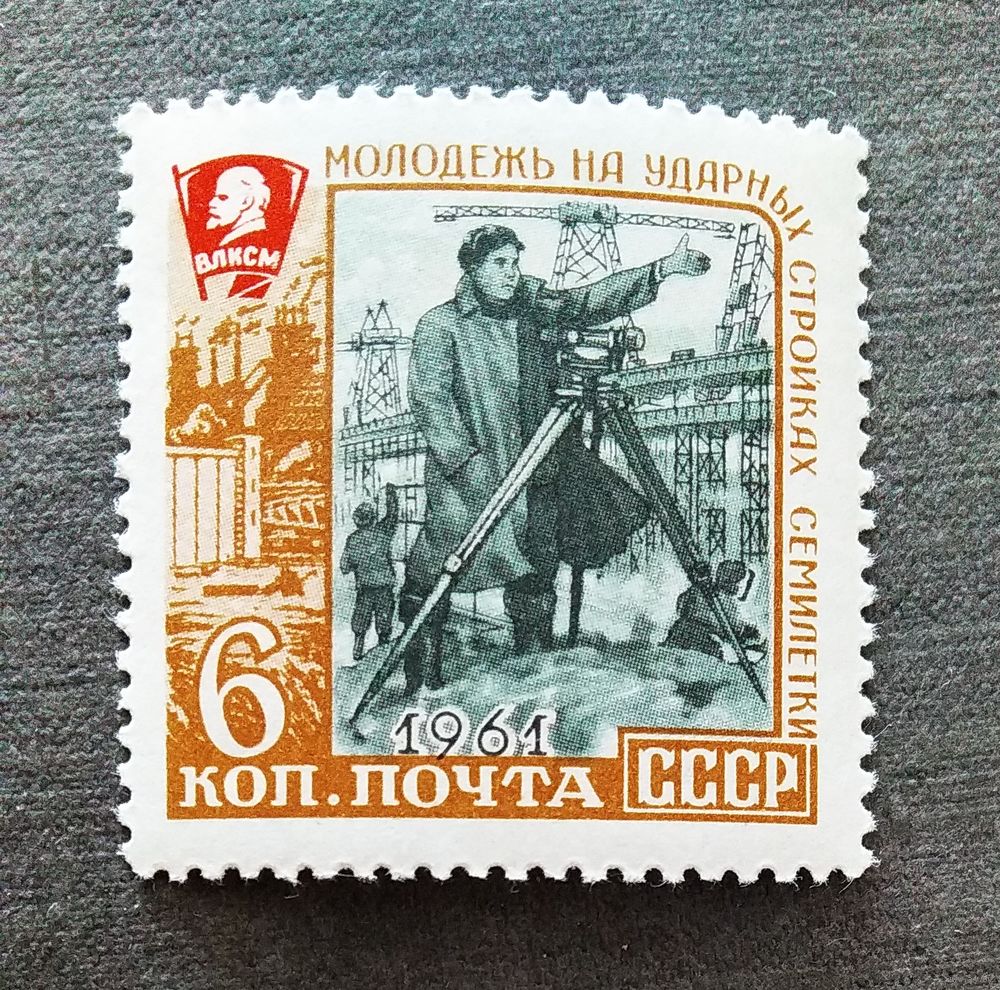 ВЛКСМ
МОЛОДЕЖЬ НА УДАРНЫХ СТРОЙКАХ СЕМИЛЕТКИ
1961
6
КОП. ПОЧТА СССР